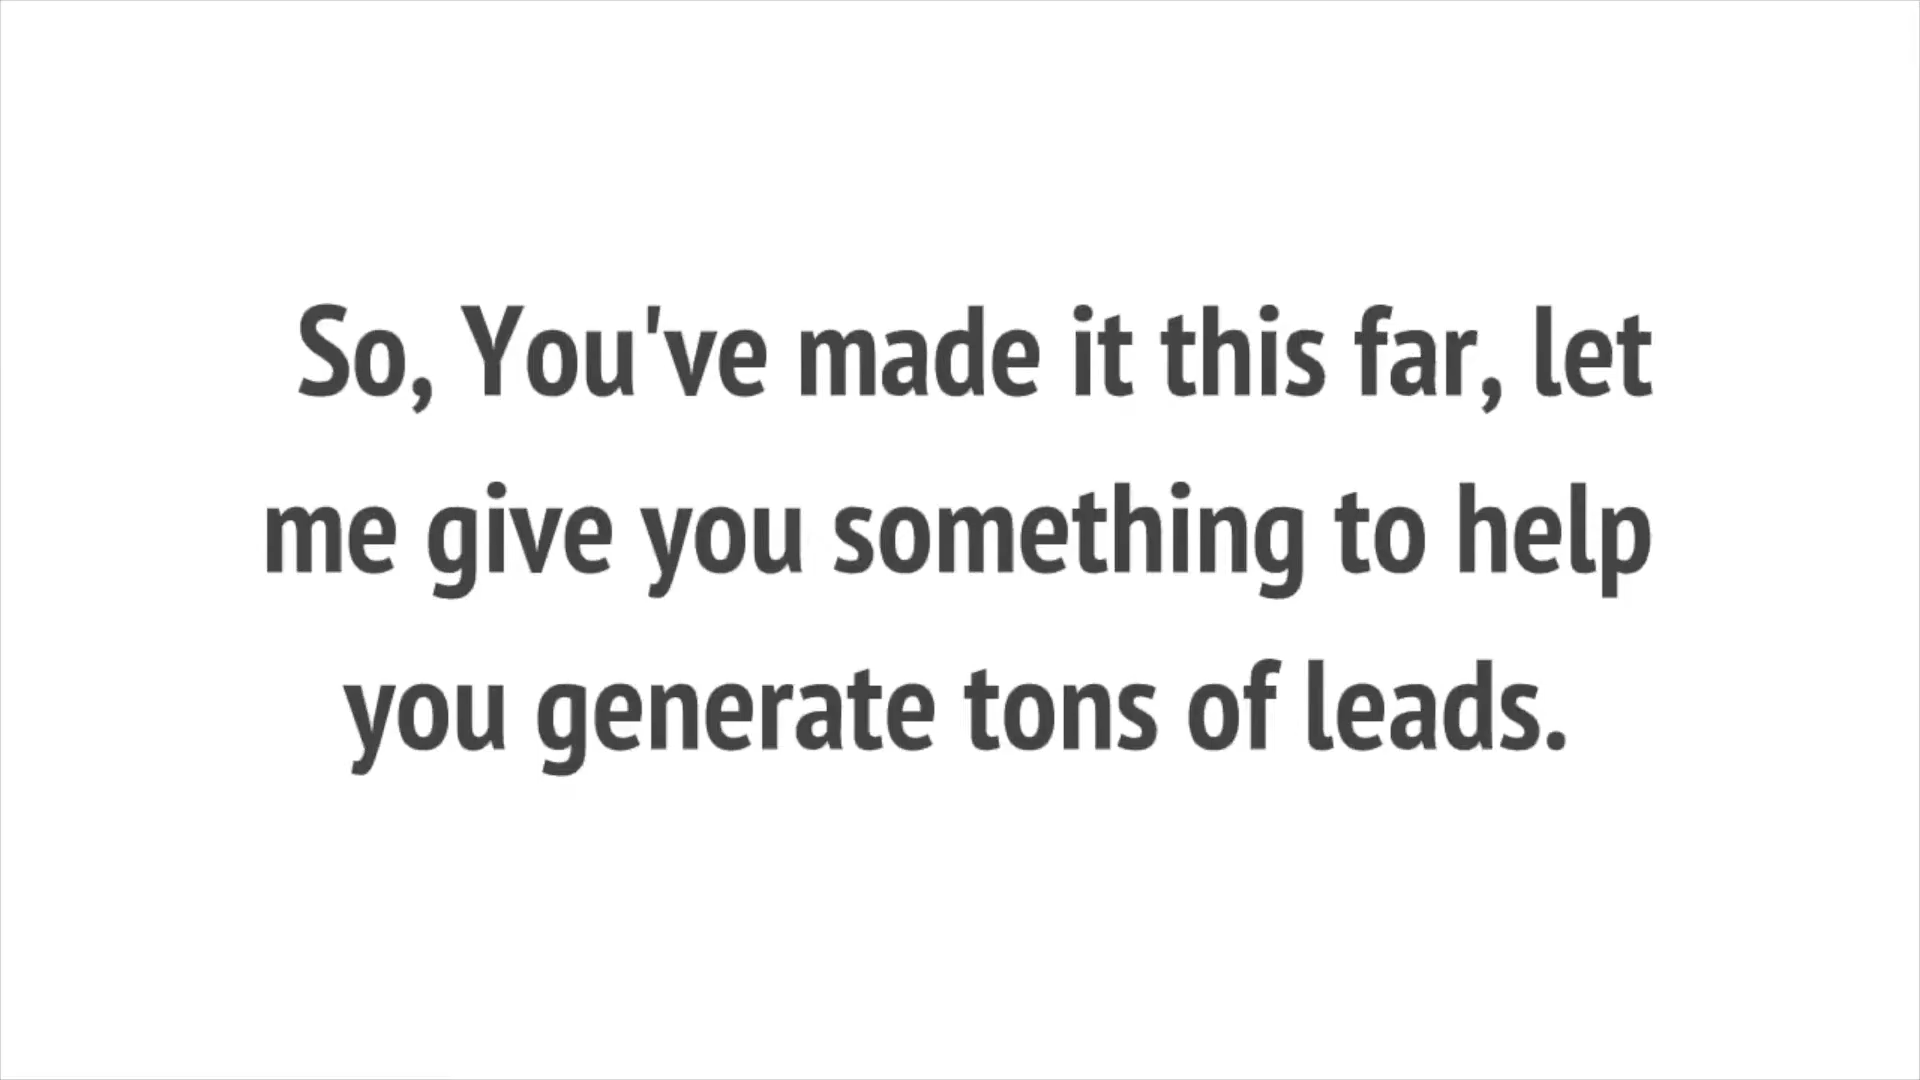 So, You've made it this far, let
me give you something to help
you generate tons of leads.